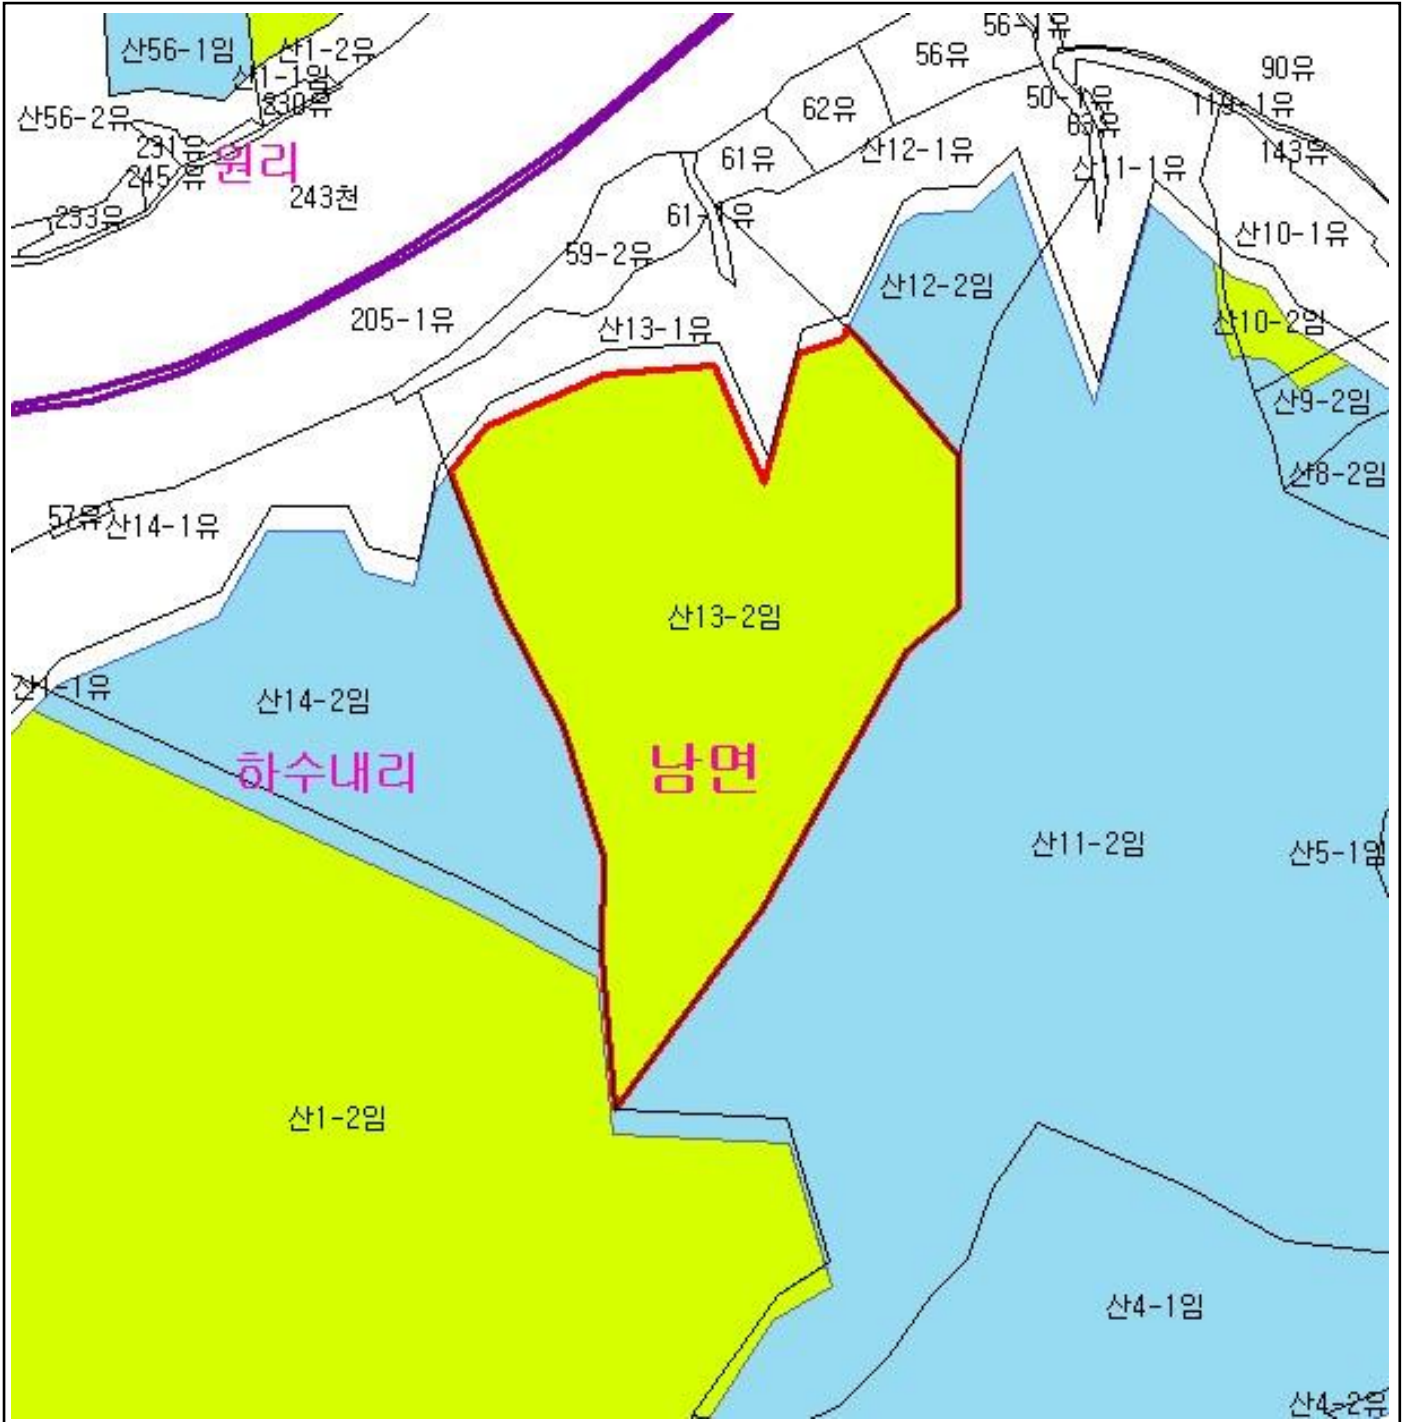 56-1유
산56-1임
산1-2유
56유
90유
산1-1임
230유
50-1유
119-1유
62유
산56-2유
63유
231유
산12-1유
143유
원리
61유
245-유
산11-1유
243천
233유
61-1유
산10-1유
59-2유
산12-2임
205-1유
산13-1유
산10-2임
산9-2임
산8-2임
57유
산14-1유
산13-2임
산1-1유
산14-2임
하수내리
남면
산11-2임
산5-1임
산1-2임
산4-1임
산4-2유